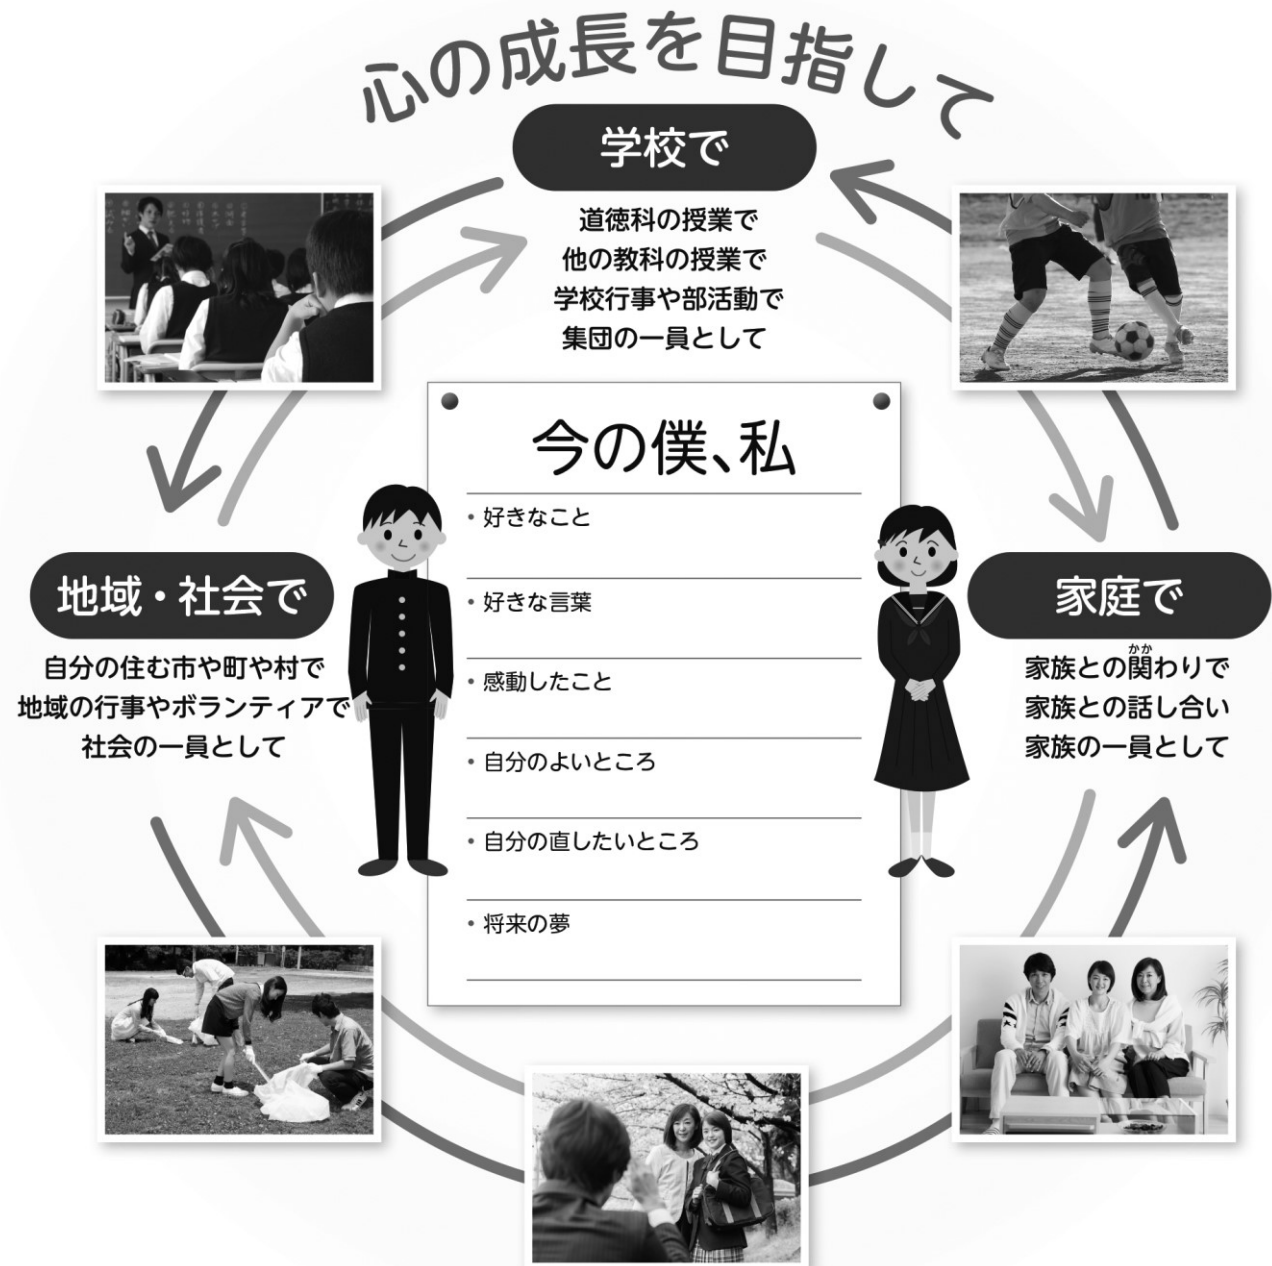 心の成長を目指して
学校で
道徳科の授業で
他の教科の授業で
学校行事や部活動で
集団の一員として
今の僕、私
・好きなこと
・好きな言葉
・感動したこと
・自分のよいところ
・自分の直したいところ
・将来の夢
地域・社会で
自分の住む市や町や村で
地域の行事やボランティアで
社会の一員として
家庭で
かか
家族との関わりで
家族との話し合い
家族の一員として